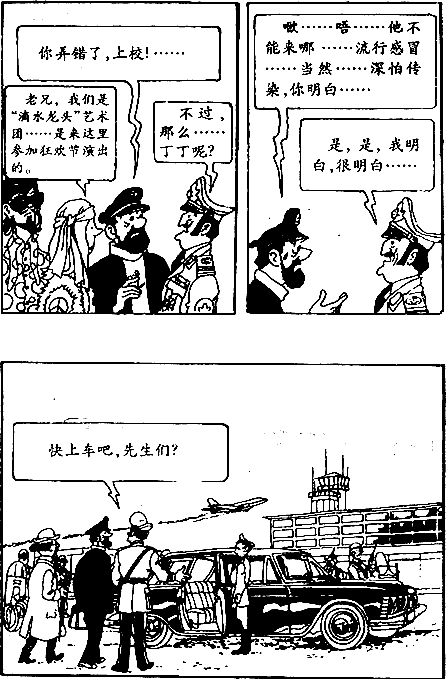 你弄错了,上校!……
老兄, 我们是
“滴水龙头”艺术
团……是来这里
参加狂欢节演出
的。
不过,
那么……
丁丁呢?
嗽……唔……他不
能来哪……流行感冒
……当然……深怕传
染,你明白……
是, 是, 我明
白,很明白……
快上车吧,先生们?